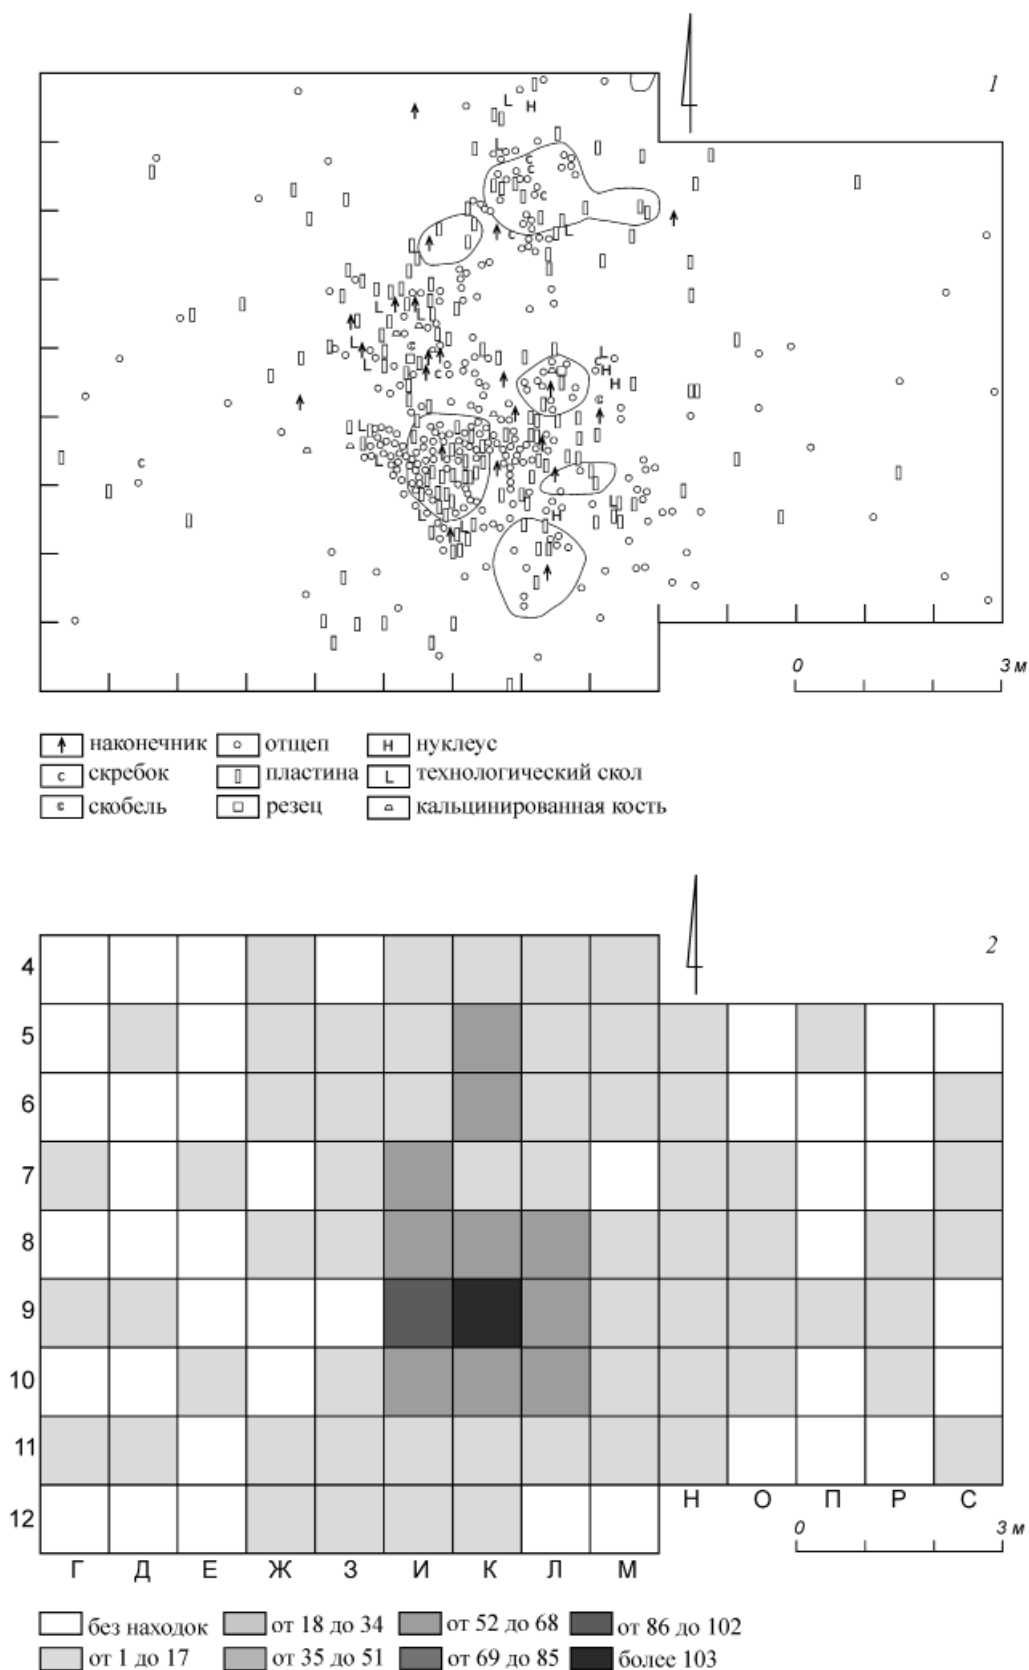 1
0 3 м
наконечник отщеп нуклеус
скребок пластина технологический скол
скобель резец кальцинированная кость
2
4
5
6
7
8
9
10
11
12
Н О П Р С
0 3 м
Г Д Е Ж З И К Л М
без находок от 18 до 34 от 52 до 68 от 86 до 102
от 1 до 17 от 35 до 51 от 69 до 85 более 103